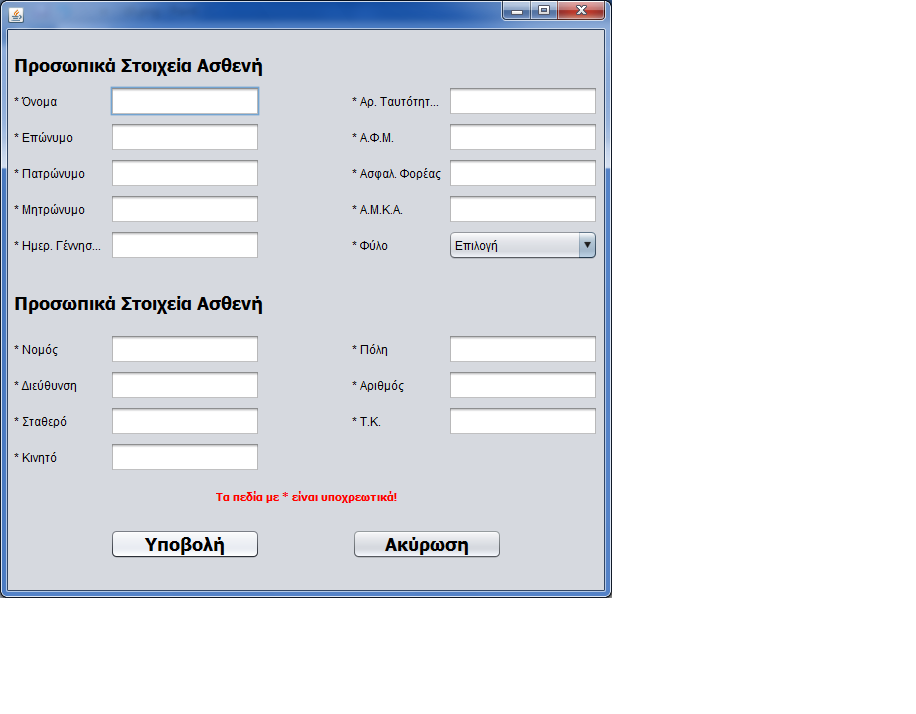 Προσωπικά Στοιχεία Ασθενή
* Όνομα * Αρ. Ταυτότητ...
* Επώνυμο * Α.Φ.Μ.
* Πατρώνυμο * Ασφαλ. Φορέας
* Μητρώνυμο * Α.Μ.Κ.Α.
* Ημερ. Γέννησ... * Φύλο Επιλογή
Προσωπικά Στοιχεία Ασθενή
* Νομός * Πόλη
* Διεύθυνση * Αριθμός
* Σταθερό * Τ.Κ.
* Κινητό
Τα πεδία με * είναι υποχρεωτικά!
Υποβολή Ακύρωση